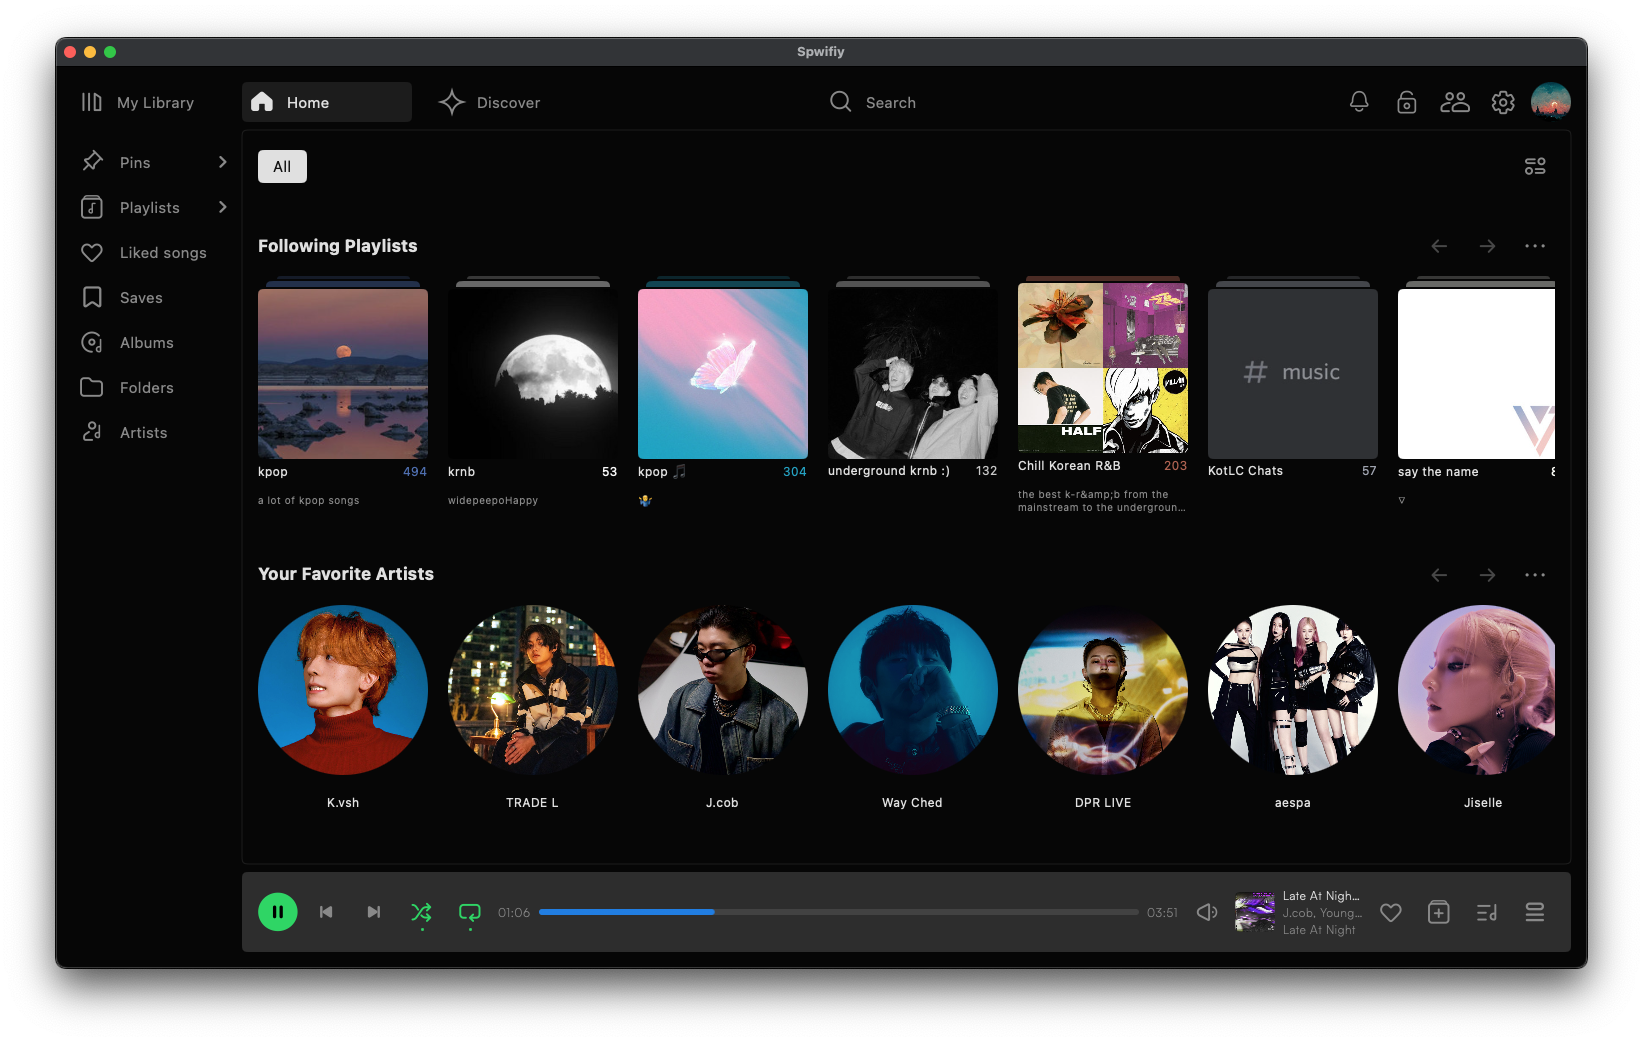 Spwifiy
My Library
Home
Discover
Search
Pins
Playlists
Liked songs
Saves
Albums
Folders
Artists
All
Following Playlists
HALF
# music
kpop 494
krnb 53
kpop 🎵 304
underground krnb :) 132
Chill Korean R&B 203
KotLC Chats 57
say the name
a lot of kpop songs
widepeepoHappy
🤷‍♂️
the best k-r&amp;b from the
mainstream to the undergroun...
▽
Your Favorite Artists
K.vsh
TRADE L
J.cob
Way Ched
DPR LIVE
aespa
Jiselle
01:06
03:51
Late At Nigh...
J.cob, Young...
Late At Night